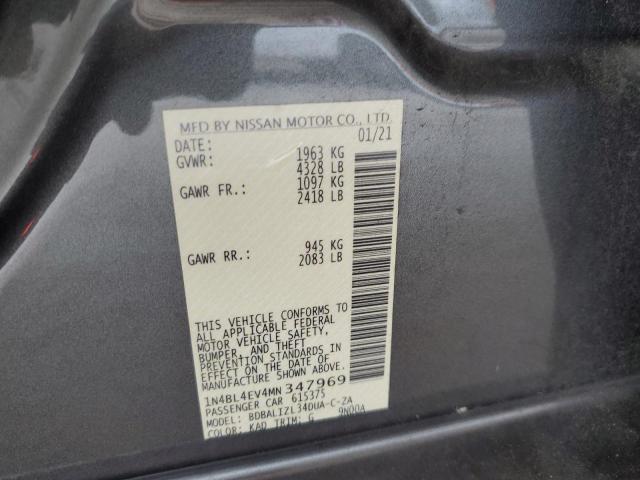 MFD BY NISSAN MOTOR CO., LTD.
DATE: 01/21
GVWR: 1963 KG
4328 LB
GAWR FR.: 1097 KG
2418 LB
GAWR RR.: 945 KG
2083 LB
THIS VEHICLE CONFORMS TO
ALL APPLICABLE FEDERAL
MOTOR VEHICLE SAFETY,
BUMPER, AND THEFT
PREVENTION STANDARDS IN
EFFECT ON THE DATE OF
MANUFACTURE SHOWN ABOVE.
1N4BL4EV4MN347969
PASSENGER CAR 615375
MODEL: BDBALIZL34DUA-C-ZA
COLOR: KAD TRIM: G 9N00A